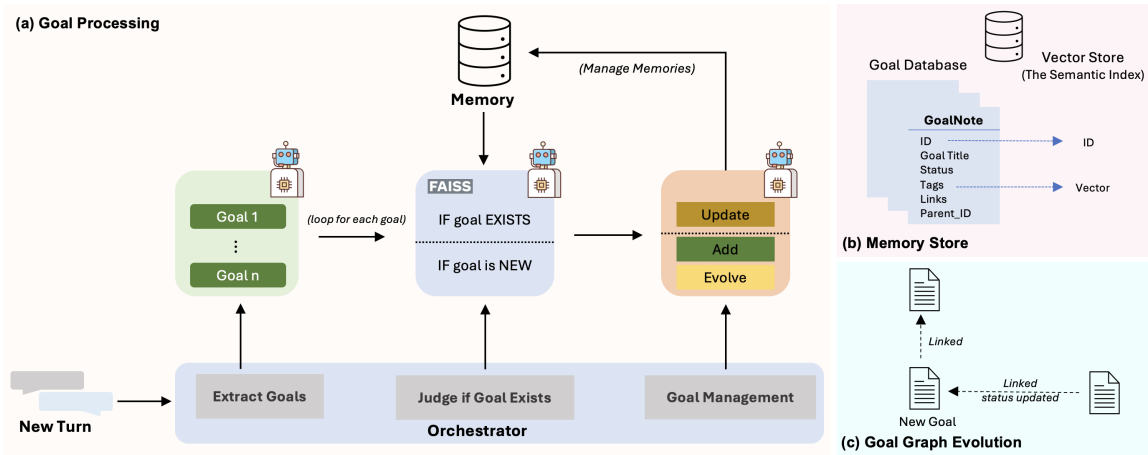 (a) Goal Processing
(Manage Memories)
Memory
FAISS
Goal 1
⋮
Goal n
(loop for each goal)
IF goal EXISTS
IF goal is NEW
Update
Add
Evolve
New Turn
Extract Goals
Judge if Goal Exists
Goal Management
Orchestrator
Goal Database
Vector Store
(The Semantic Index)
GoalNote
ID
Goal Title
Status
Tags
Links
Parent_ID
ID
Vector
(b) Memory Store
Linked
Linked
status updated
New Goal
(c) Goal Graph Evolution